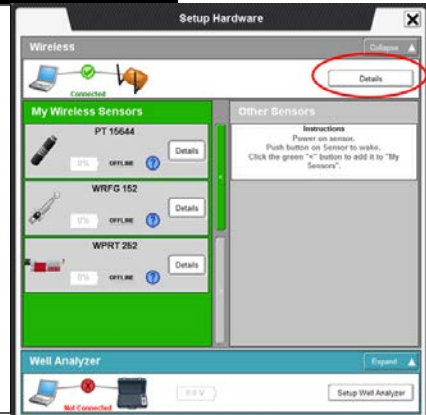 Setup Hardware
X
Wireless
Collapse
Connected
Details
My Wireless Sensors
Other Sensors
PT 15644
0%
OFFLINE
?
Details
Instructions
Power on sensor.
Push button on Sensor to wake.
Click the green "<" button to add it to "My
Sensors".
WRFG 152
0%
OFFLINE
?
Details
WPRT 252
0%
OFFLINE
?
Details
Well Analyzer
Expand
Not Connected
0.0 V
Setup Well Analyzer